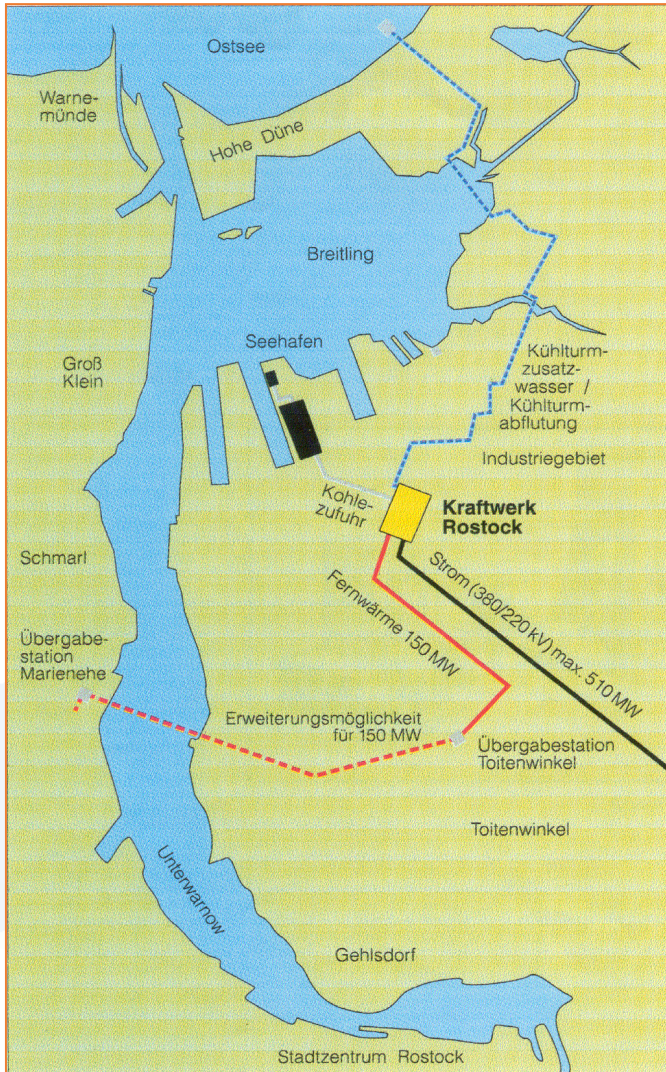 Ostsee
Warne-
münde
Hohe Düne
Breitling
Seehafen
Groß
Klein
Kühlturm-
zusatz-
wasser /
Kühlturm-
abflutung
Industriegebiet
Kohle-
zufuhr
Kraftwerk
Rostock
Schmarl
Fernwärme 150 MW
Strom (380/220 kV) max. 510 MW
Übergabe-
station
Marienehe
Erweiterungsmöglichkeit
für 150 MW
Übergabestation
Toitenwinkel
Toitenwinkel
Unterwarnow
Gehlsdorf
Stadtzentrum Rostock